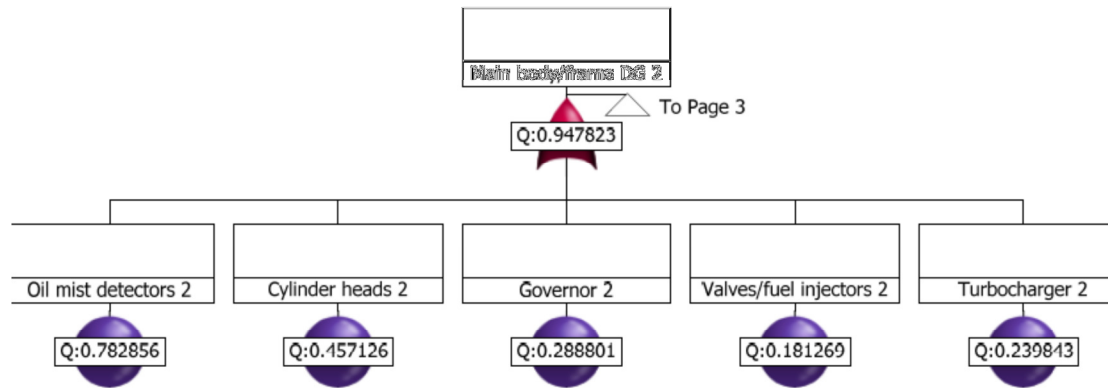 Main body/frame DG 2
To Page 3
Q:0.947823
Oil mist detectors 2
Cylinder heads 2
Governor 2
Valves/fuel injectors 2
Turbocharger 2
Q:0.782856
Q:0.457126
Q:0.288801
Q:0.181269
Q:0.239843